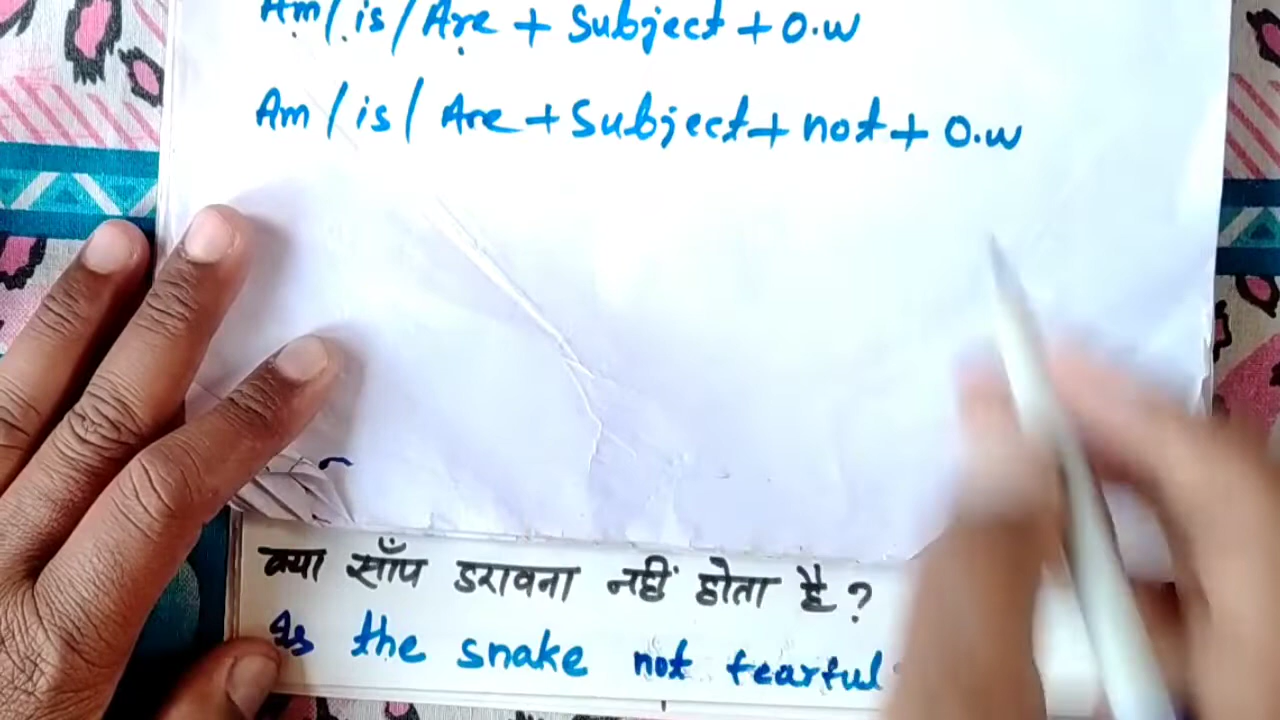 Am/is/Are + Subject + O.W
Am/is/Are + Subject + not + O.W
क्या साँप डरावना नहीं होता है?
Is the snake not fearful